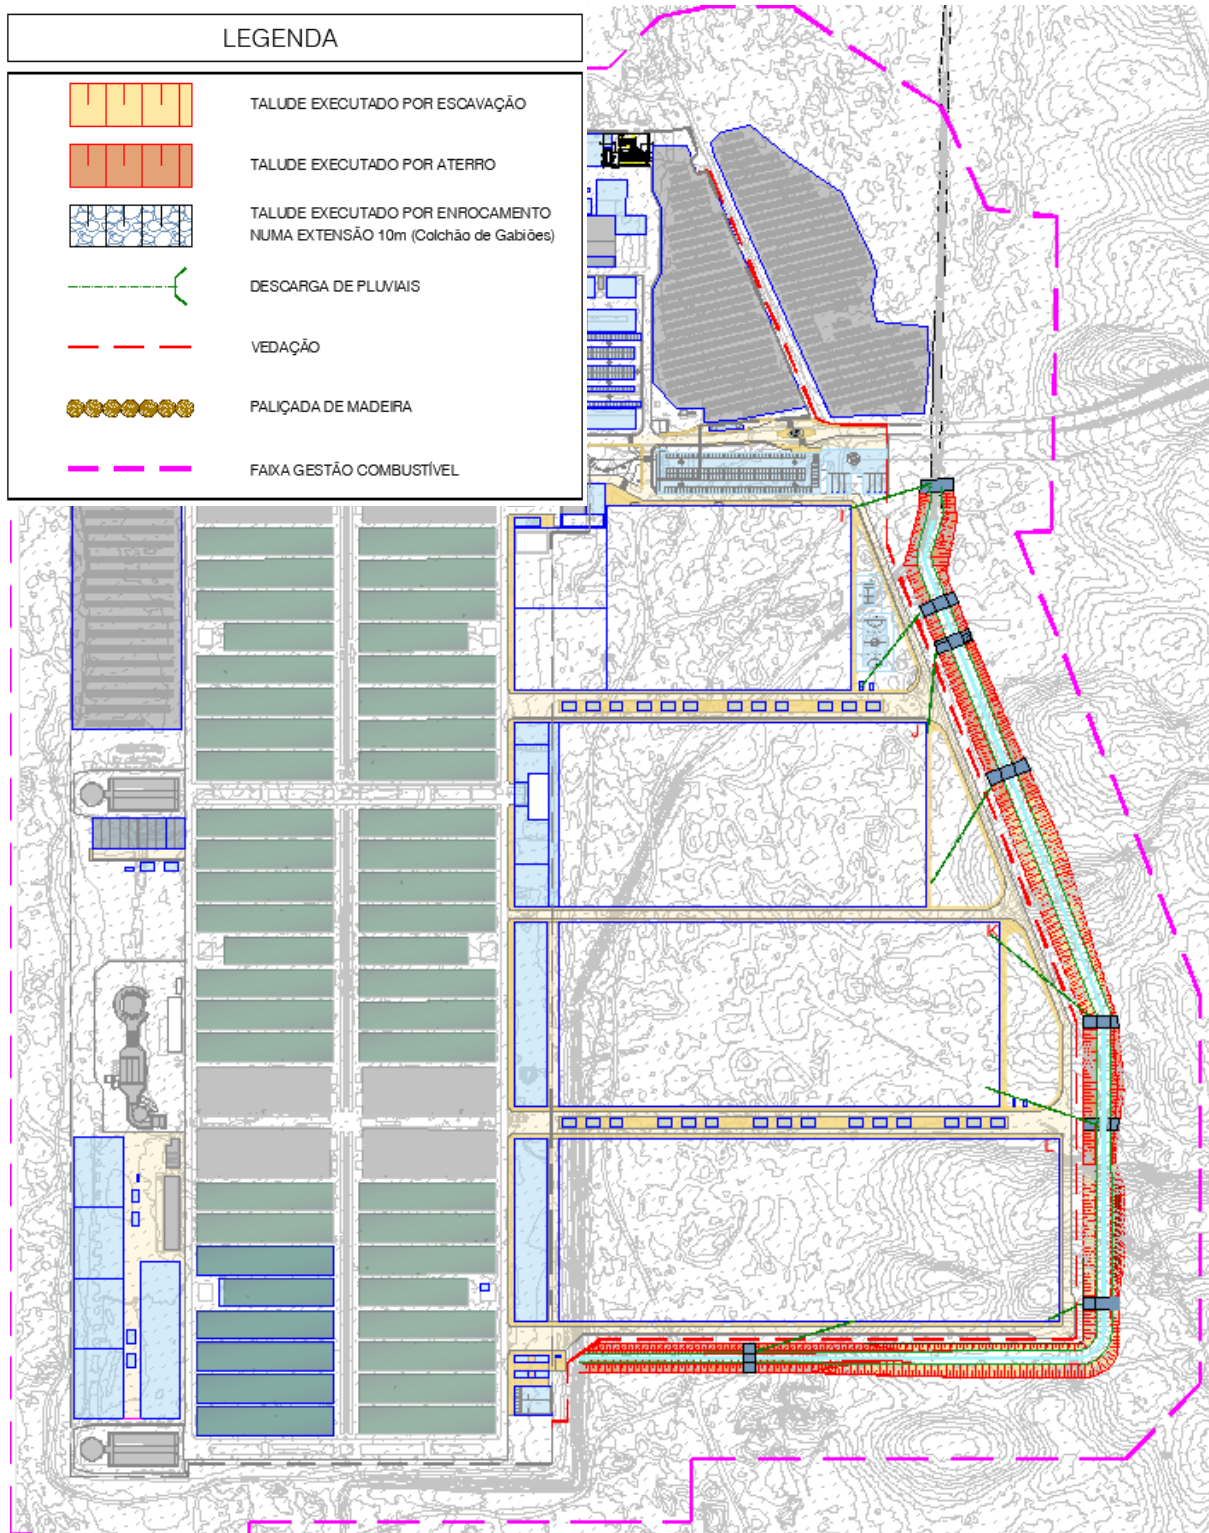 LEGENDA
TALUDE EXECUTADO POR ESCAVAÇÃO
TALUDE EXECUTADO POR ATERRO
TALUDE EXECUTADO POR ENROCAMENTO
NUMA EXTENSÃO 10m (Colchão de Gabiões)
DESCARGA DE PLUVIAIS
VEDAÇÃO
PALIÇADA DE MADEIRA
FAIXA GESTÃO COMBUSTÍVEL
I
J
K
L